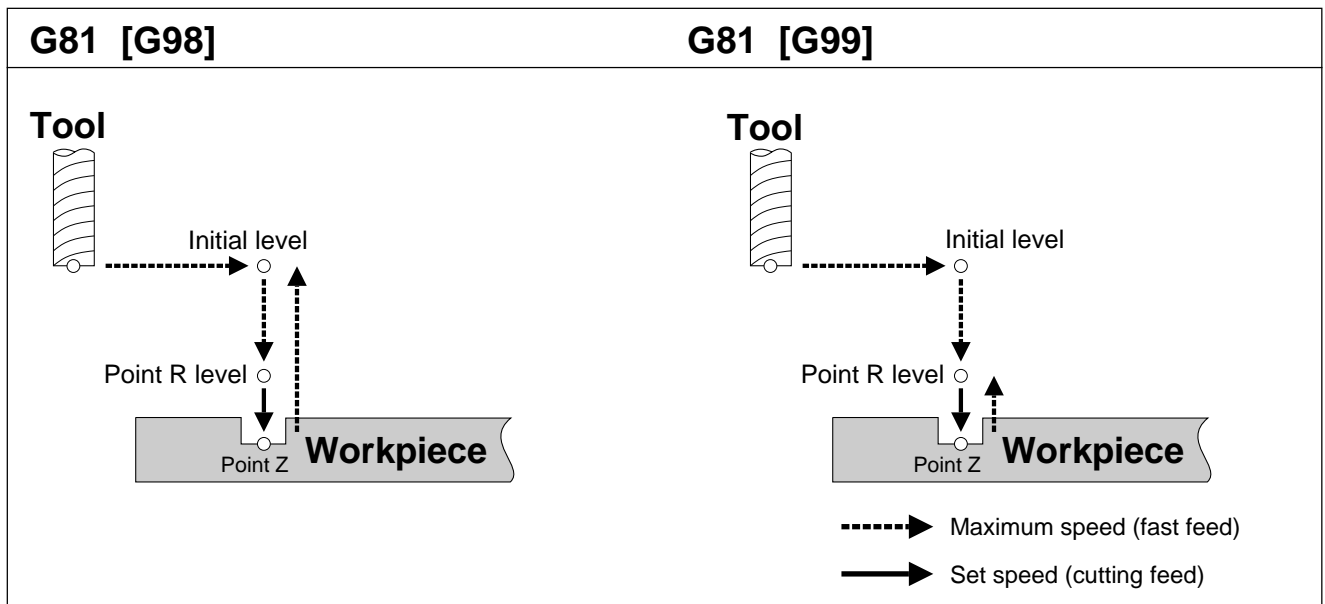 G81 [G98]
G81 [G99]
Tool
Initial level
Point R level
Point Z
Workpiece
Tool
Initial level
Point R level
Point Z
Workpiece
Maximum speed (fast feed)
Set speed (cutting feed)